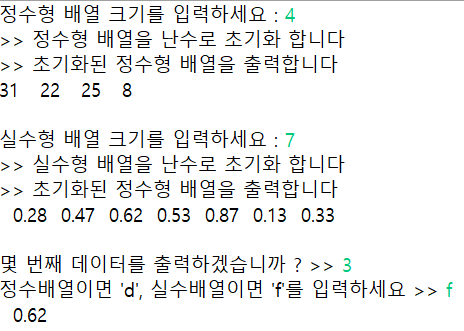 정수형 배열 크기를 입력하세요 : 4
>> 정수형 배열을 난수로 초기화 합니다
>> 초기화된 정수형 배열을 출력합니다
31 22 25 8
실수형 배열 크기를 입력하세요 : 7
>> 실수형 배열을 난수로 초기화 합니다
>> 초기화된 정수형 배열을 출력합니다
0.28 0.47 0.62 0.53 0.87 0.13 0.33
몇 번째 데이터를 출력하겠습니까 ? >> 3
정수배열이면 'd', 실수배열이면 'f'를 입력하세요 >> f
0.62